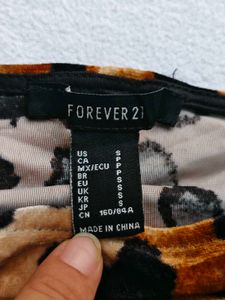 FOREVER 21
US S
CA P
MX/ECU P
BR P
EU S
UK S
KR S
JP S
CN 160/84A
MADE IN CHINA